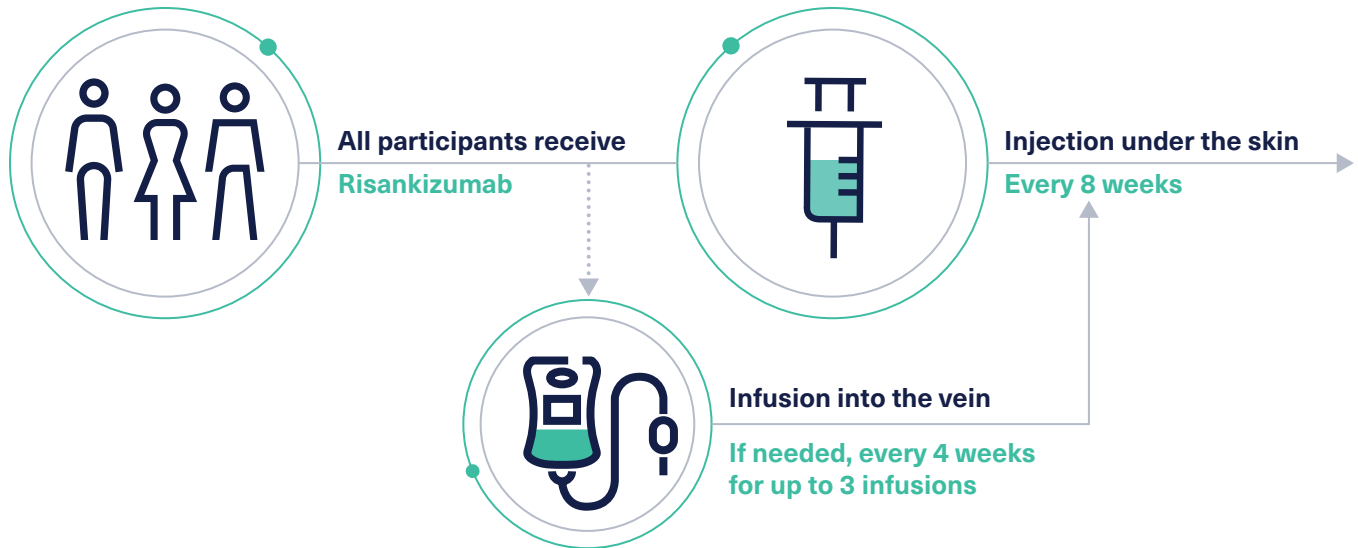 All participants receive
Risankizumab
Injection under the skin
Every 8 weeks
Infusion into the vein
If needed, every 4 weeks
for up to 3 infusions